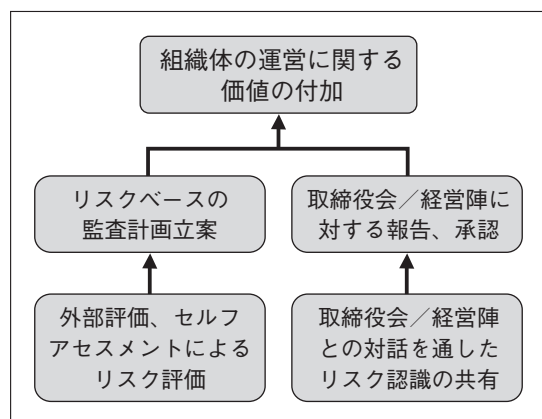 組織体の運営に関する
価値の付加
リスクベースの
監査計画立案
取締役会／経営陣に
対する報告、承認
外部評価、セルフ
アセスメントによる
リスク評価
取締役会／経営陣
との対話を通した
リスク認識の共有